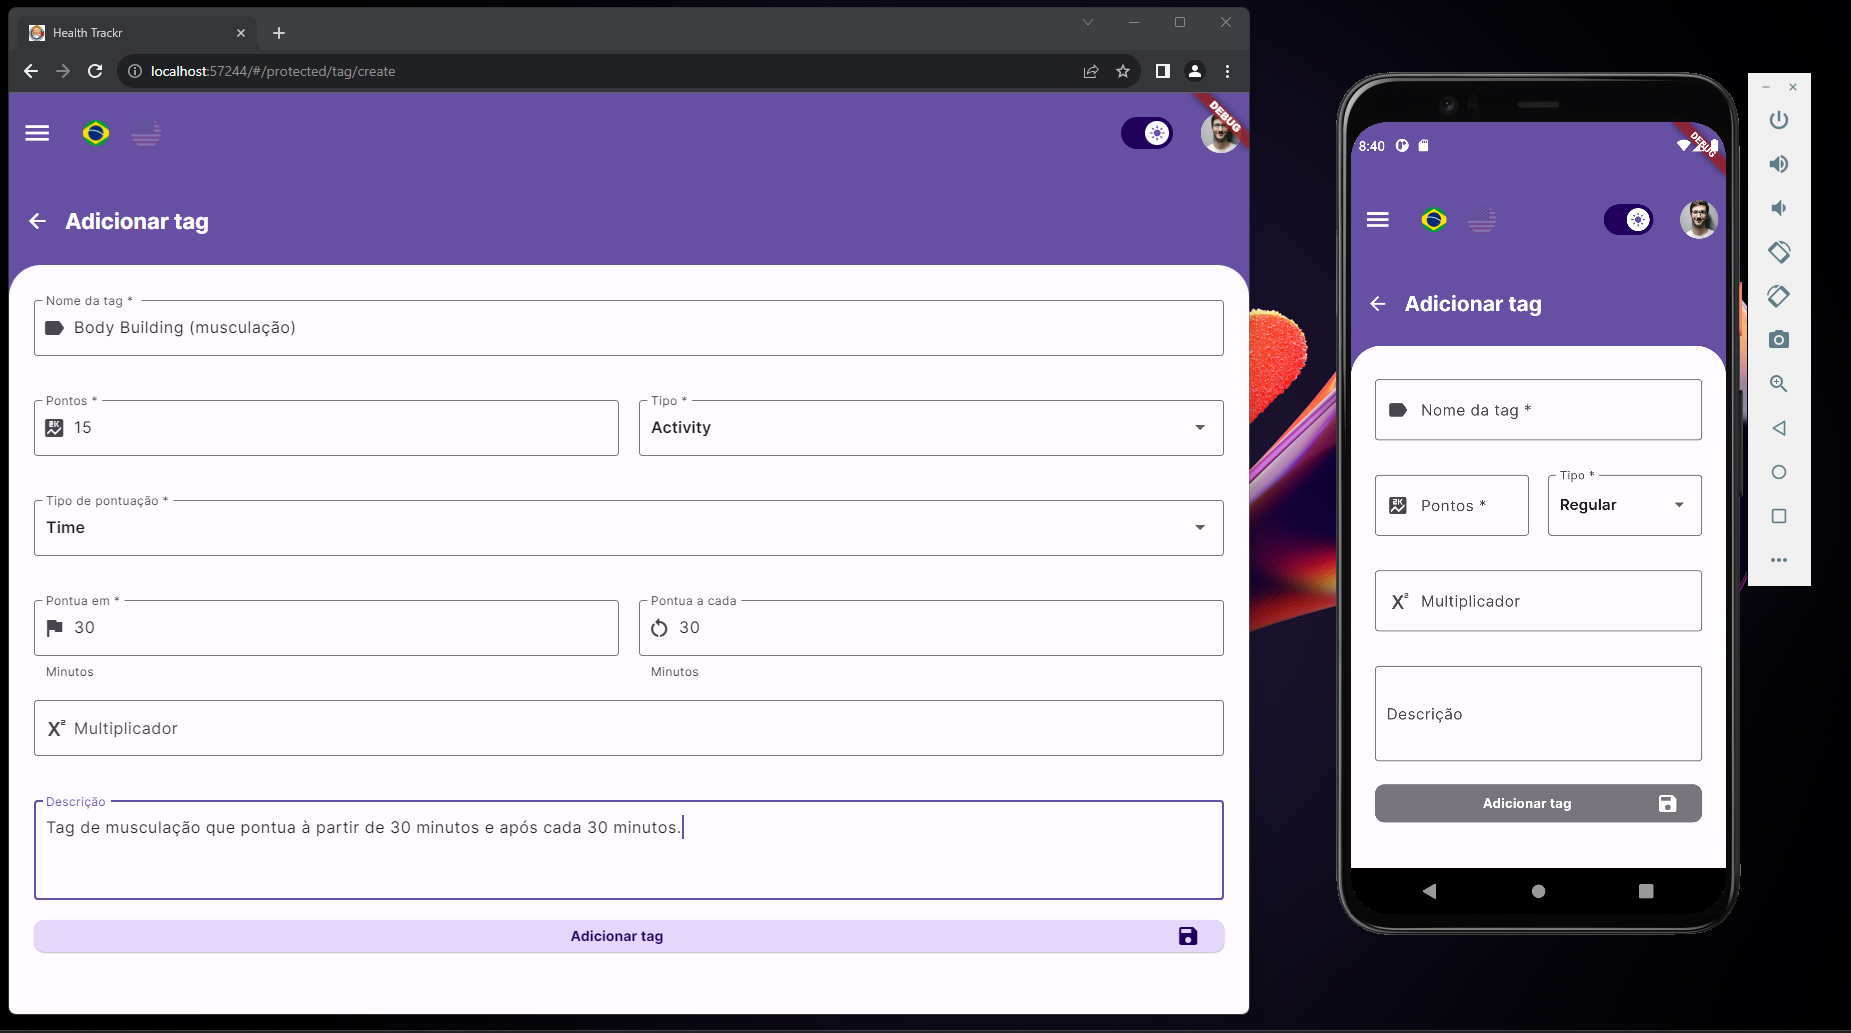 Health Trackr
localhost:57244/#/protected/tag/create
DEBUG
Adicionar tag
Nome da tag *
Body Building (musculação)
Pontos *
15
Tipo *
Activity
Tipo de pontuação *
Time
Pontua em *
30
Minutos
Pontua a cada
30
Minutos
Multiplicador
Descrição
Tag de musculação que pontua à partir de 30 minutos e após cada 30 minutos.
Adicionar tag
8:40
DEBUG
Adicionar tag
Nome da tag *
Pontos *
Tipo *
Regular
Multiplicador
Descrição
Adicionar tag